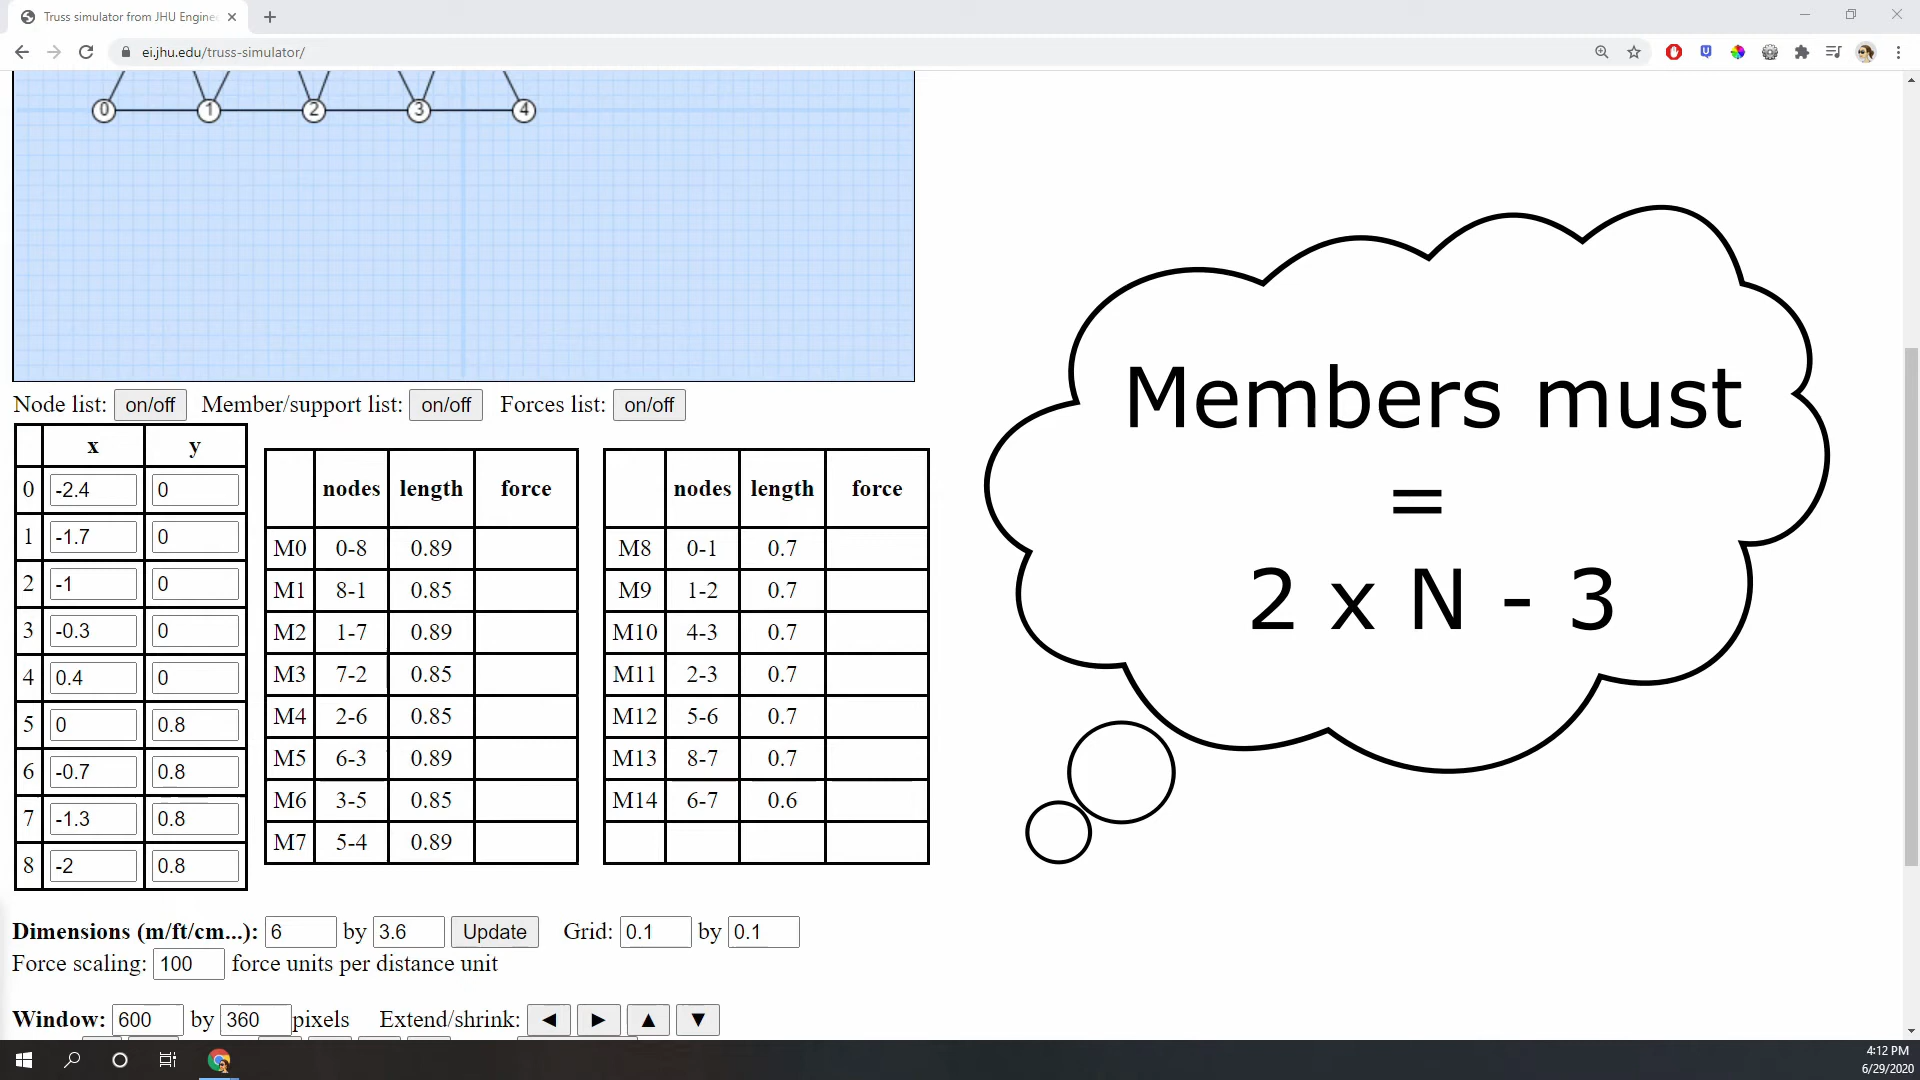 Truss simulator from JHU Engine
ei.jhu.edu/truss-simulator/
0 1 2 3 4
Node list: on/off Member/support list: on/off Forces list: on/off
x y
0 -2.4 0
1 -1.7 0
2 -1 0
3 -0.3 0
4 0.4 0
5 0 0.8
6 -0.7 0.8
7 -1.3 0.8
8 -2 0.8
nodes length force
M0 0-8 0.89
M1 8-1 0.85
M2 1-7 0.89
M3 7-2 0.85
M4 2-6 0.85
M5 6-3 0.89
M6 3-5 0.85
M7 5-4 0.89
nodes length force
M8 0-1 0.7
M9 1-2 0.7
M10 4-3 0.7
M11 2-3 0.7
M12 5-6 0.7
M13 8-7 0.7
M14 6-7 0.6
Members must
=
2 x N - 3
Dimensions (m/ft/cm...): 6 by 3.6 Update Grid: 0.1 by 0.1
Force scaling: 100 force units per distance unit
Window: 600 by 360 pixels Extend/shrink: ◄ ► ▲ ▼
4:12 PM
6/29/2020